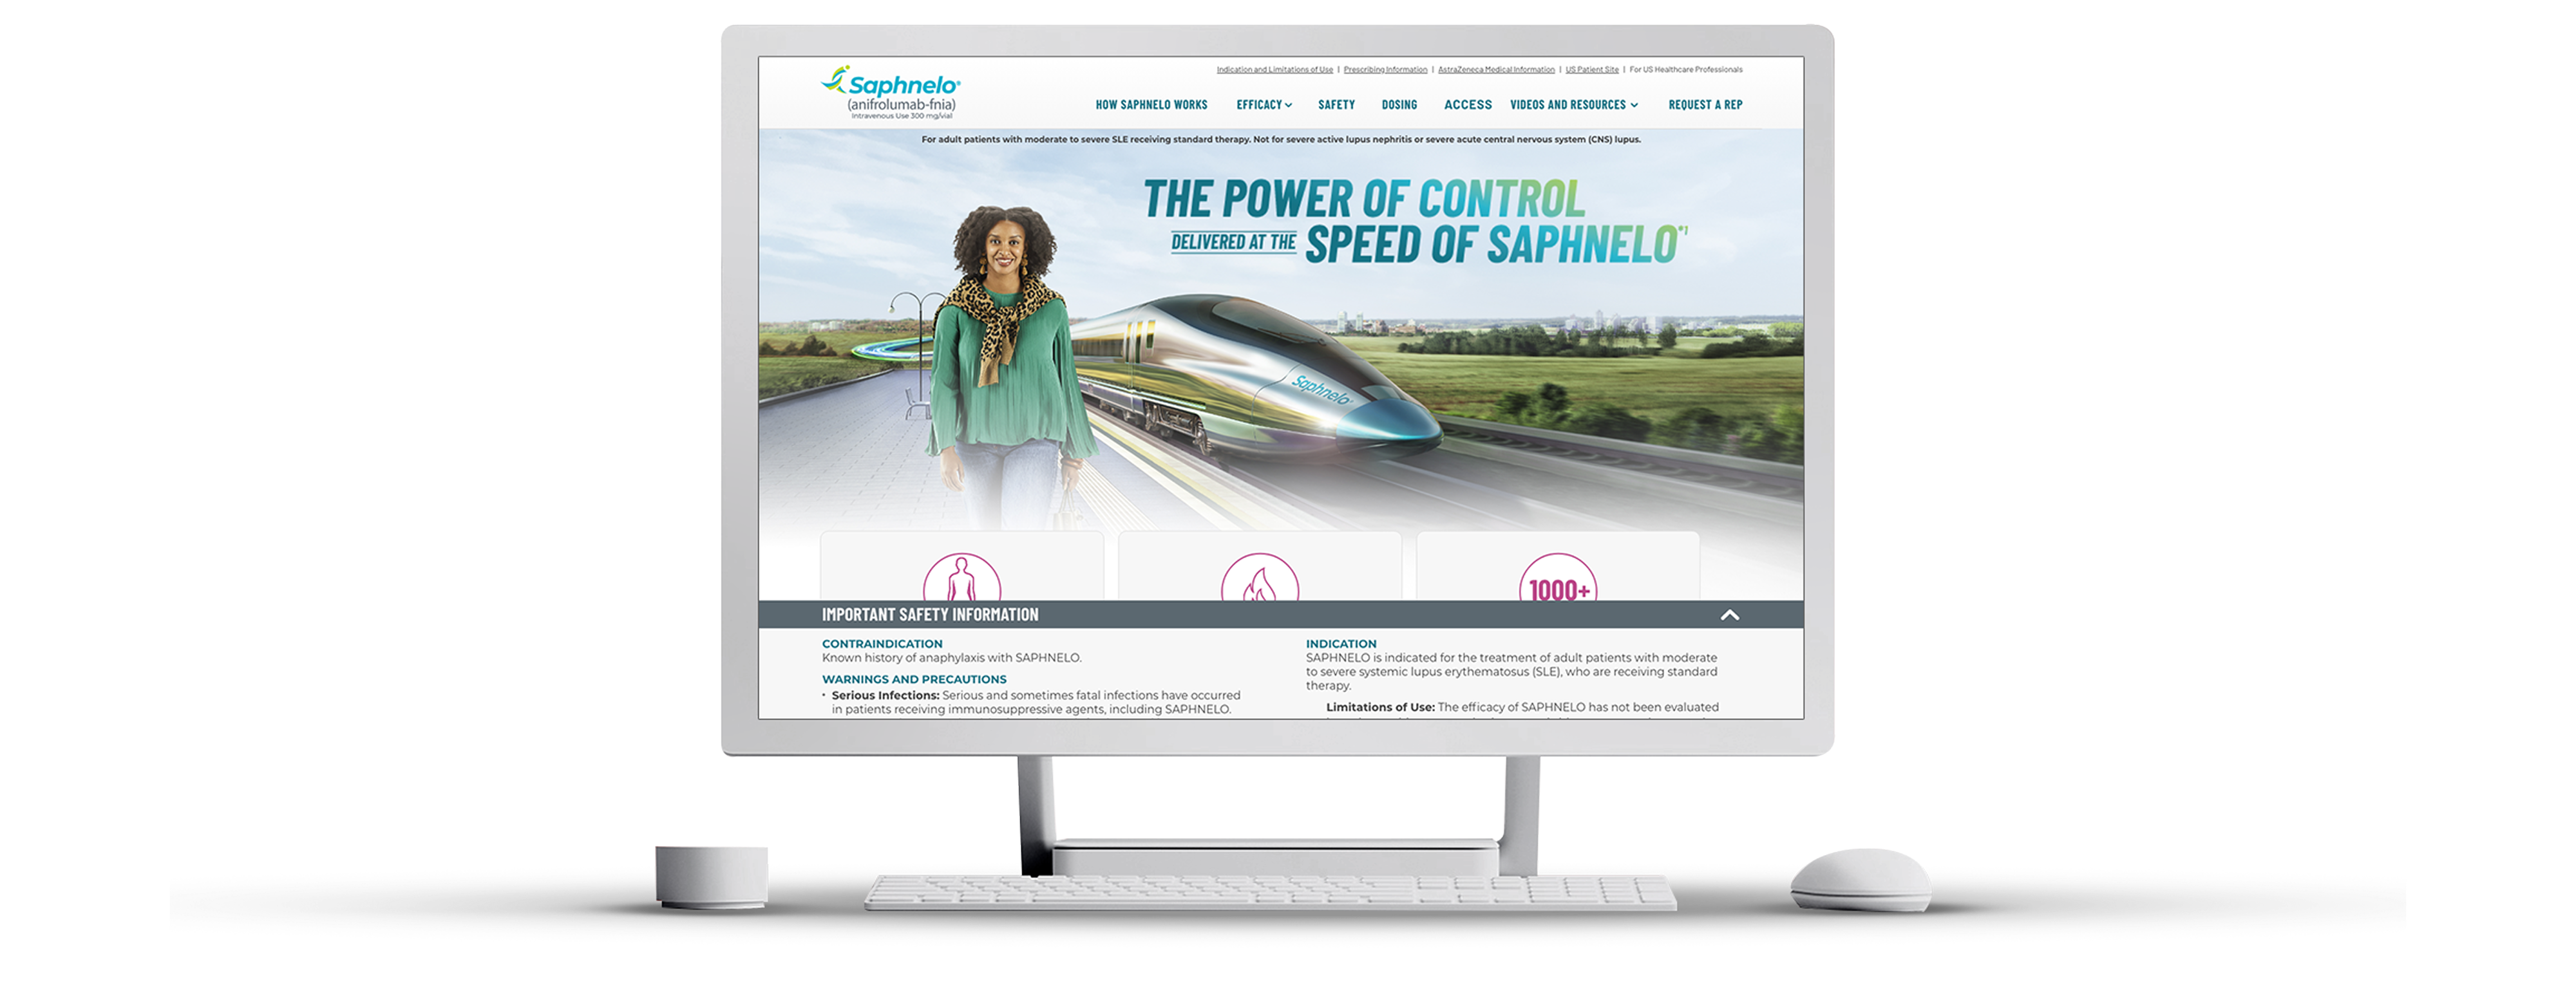 Indication and Limitations of Use | Prescribing Information | AstraZeneca Medical Information | US Patient Site | For US Healthcare Professionals
Saphnelo®
(anifrolumab-fnia)
Intravenous Use 300 mg/vial
HOW SAPHNELO WORKS EFFICACY SAFETY DOSING ACCESS VIDEOS AND RESOURCES REQUEST A REP
For adult patients with moderate to severe SLE receiving standard therapy. Not for severe active lupus nephritis or severe acute central nervous system (CNS) lupus.
THE POWER OF CONTROL
DELIVERED AT THE SPEED OF SAPHNELO*1
Saphnelo®
1000+
IMPORTANT SAFETY INFORMATION
CONTRAINDICATION
Known history of anaphylaxis with SAPHNELO.
WARNINGS AND PRECAUTIONS
• Serious Infections: Serious and sometimes fatal infections have occurred
in patients receiving immunosuppressive agents, including SAPHNELO.
INDICATION
SAPHNELO is indicated for the treatment of adult patients with moderate
to severe systemic lupus erythematosus (SLE), who are receiving standard
therapy.
Limitations of Use: The efficacy of SAPHNELO has not been evaluated